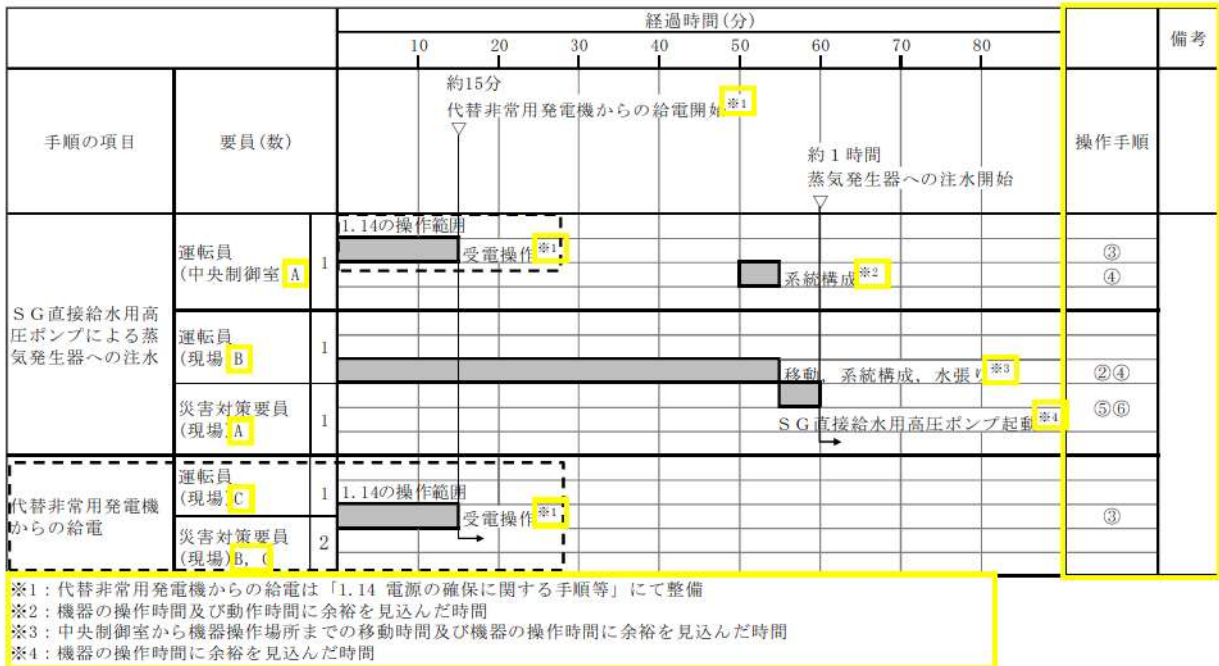 経過時間(分)
備考
10 20 30 40 50 60 70 80
手順の項目
要員(数)
操作手順
約15分
代替非常用発電機からの給電開始※1
約１時間
蒸気発生器への注水開始
ＳＧ直接給水用高
圧ポンプによる蒸
気発生器への注水
運転員
(中央制御室 A
1
1.14の操作範囲
受電操作※1
系統構成※2
③
④
運転員
(現場 B
1
移動，系統構成，水張り※3
②④
災害対策要員
(現場)A
1
ＳＧ直接給水用高圧ポンプ起動※4
⑤⑥
代替非常用発電機
からの給電
運転員
(現場)C
1
1.14の操作範囲
受電操作※1
③
災害対策要員
(現場)B, C
2
※1：代替非常用発電機からの給電は「1.14 電源の確保に関する手順等」にて整備
※2：機器の操作時間及び動作時間に余裕を見込んだ時間
※3：中央制御室から機器操作場所までの移動時間及び機器の操作時間に余裕を見込んだ時間
※4：機器の操作時間に余裕を見込んだ時間